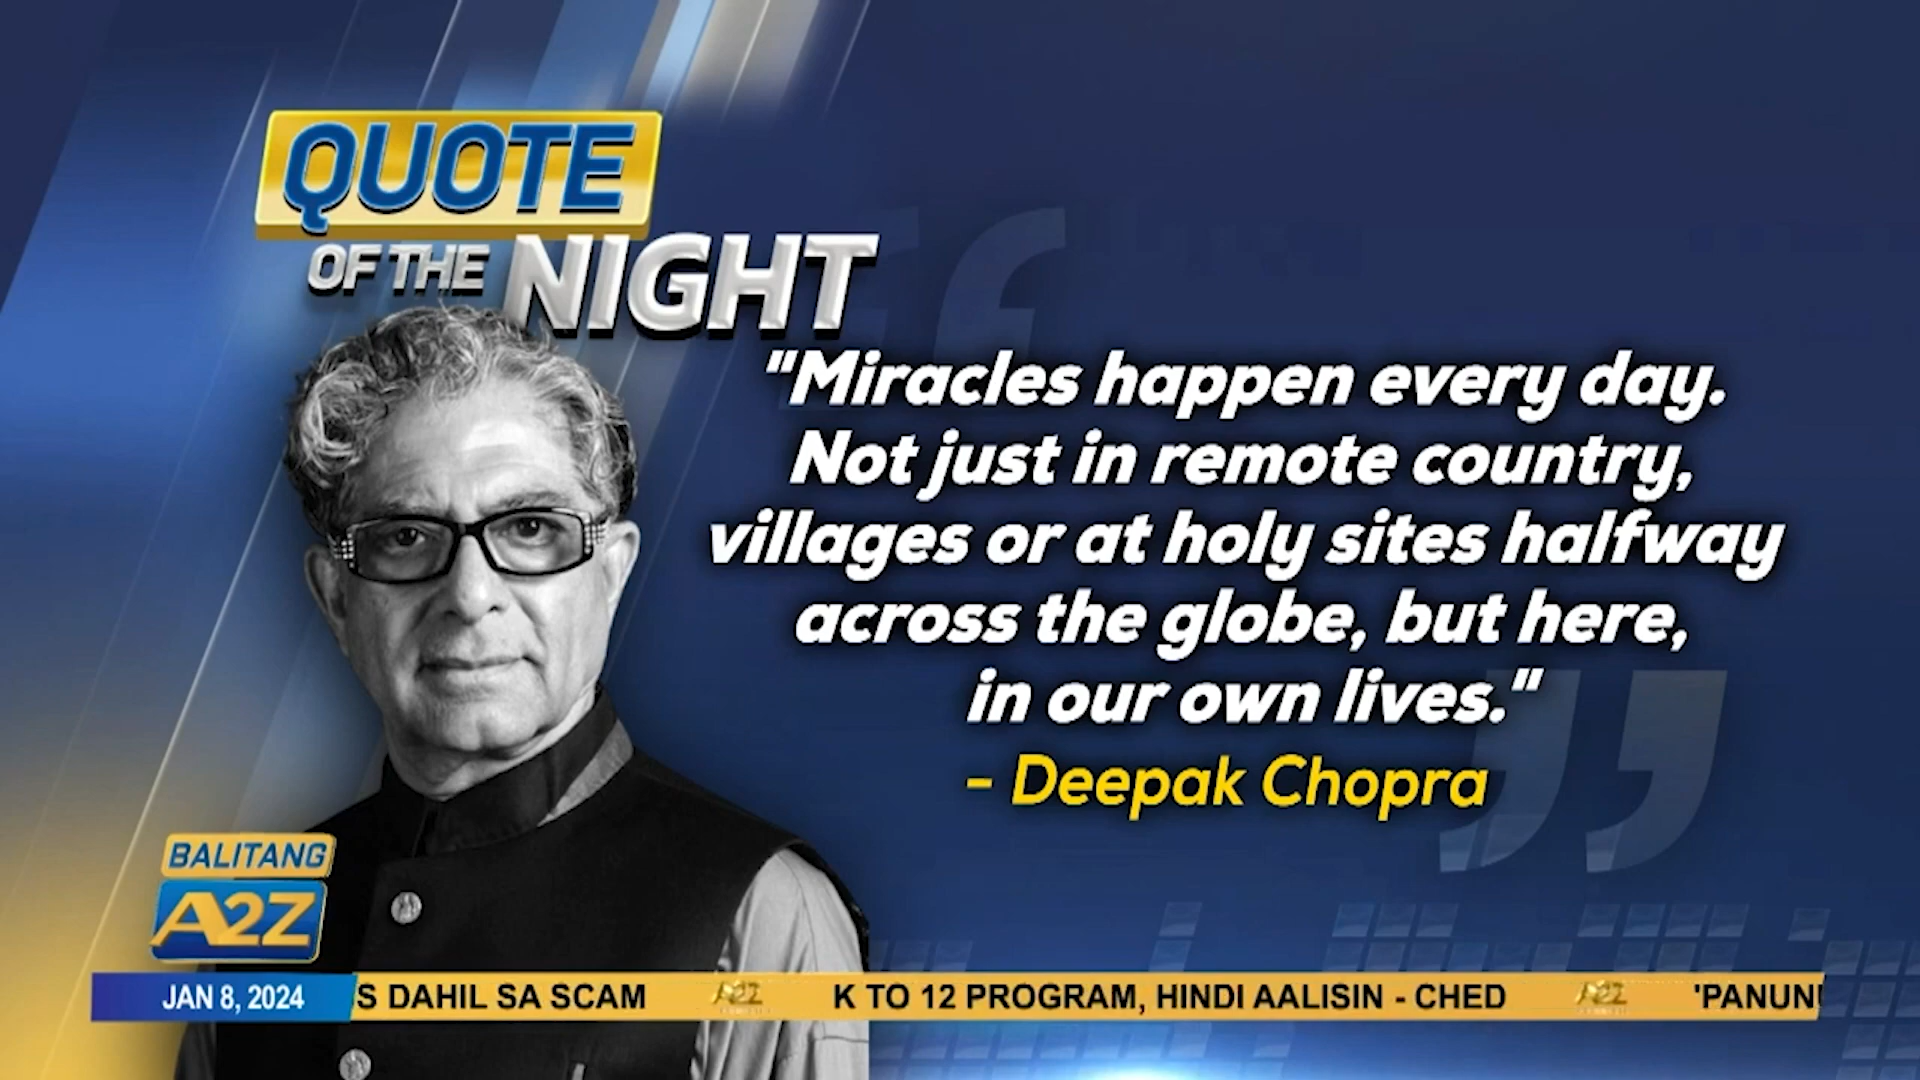 QUOTE
OF THE NIGHT
"Miracles happen every day.
Not just in remote country,
villages or at holy sites halfway
across the globe, but here,
in our own lives."
- Deepak Chopra
BALITANG
A2Z
JAN 8, 2024 S DAHIL SA SCAM A2Z K TO 12 PROGRAM, HINDI AALISIN - CHED A2Z 'PANUN